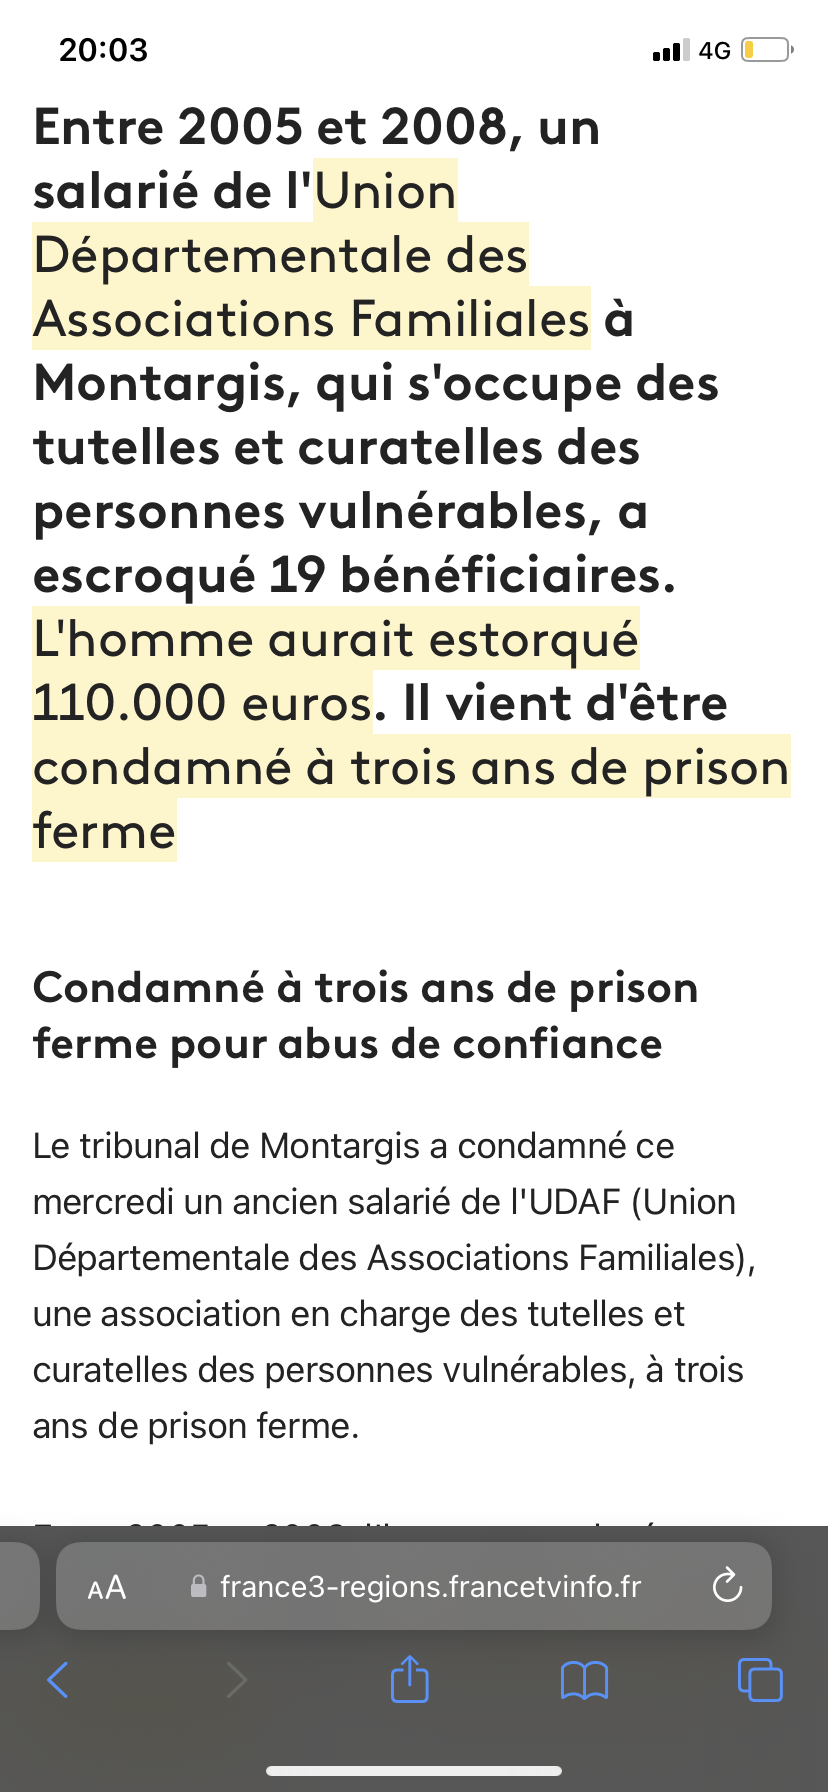 20:03
4G
Entre 2005 et 2008, un
salarié de l'Union
Départementale des
Associations Familiales à
Montargis, qui s'occupe des
tutelles et curatelles des
personnes vulnérables, a
escroqué 19 bénéficiaires.
L'homme aurait estorqué
110.000 euros. Il vient d'être
condamné à trois ans de prison
ferme
Condamné à trois ans de prison
ferme pour abus de confiance
Le tribunal de Montargis a condamné ce
mercredi un ancien salarié de l'UDAF (Union
Départementale des Associations Familiales),
une association en charge des tutelles et
curatelles des personnes vulnérables, à trois
ans de prison ferme.
AA
france3-regions.francetvinfo.fr